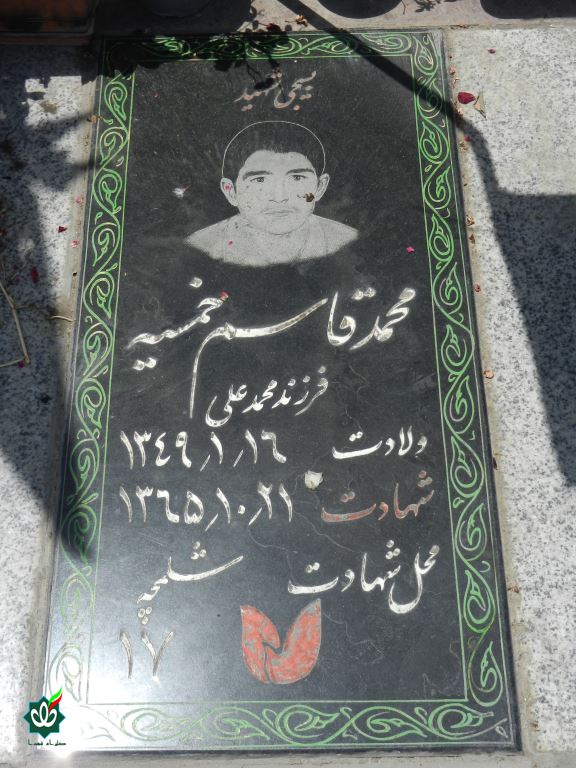 بسیجی شهید
محمد قاسم خمسیه
فرزند محمد علی
ولادت ۱۳۴۹٫۱٫۱۶
شهادت ۱۳۶۵٫۱۰٫۲۱
محل شهادت شلمچه
۱۷